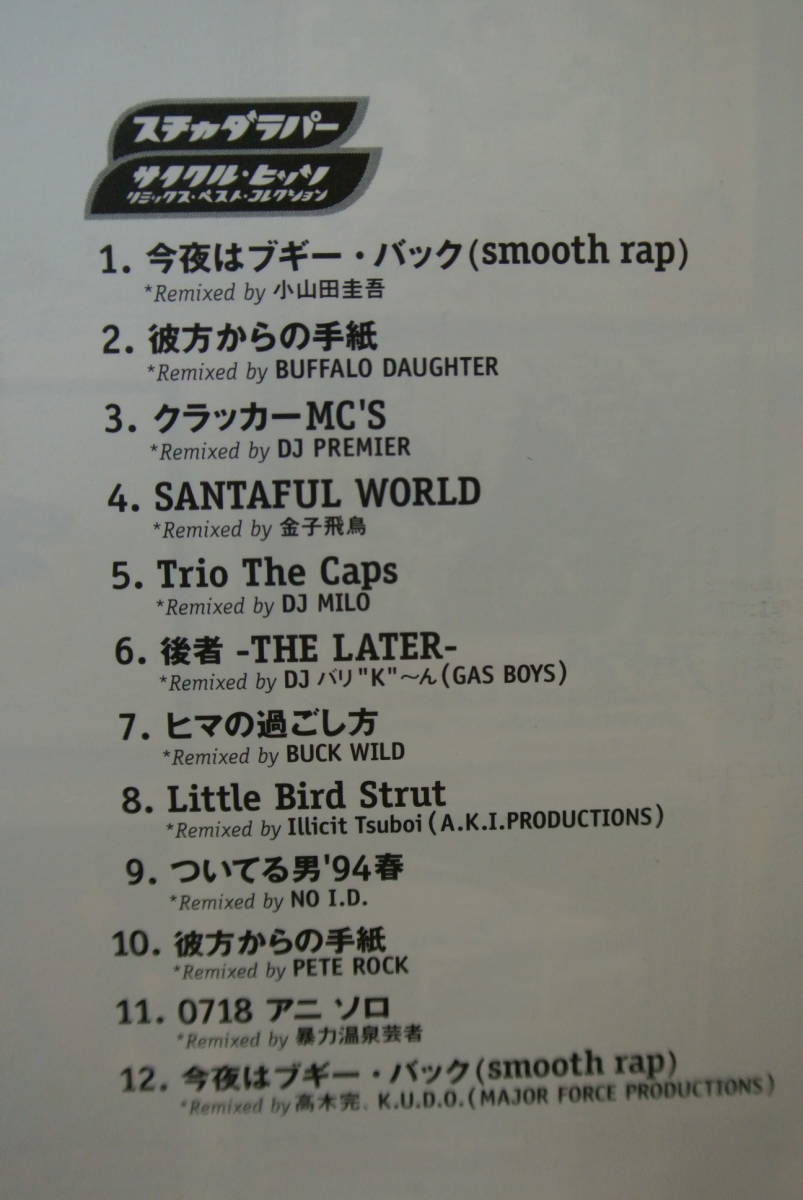 スチャダラパー
サイクル・ヒッツ
リミックス・ベスト・コレクション
1. 今夜はブギー・バック(smooth rap)
*Remixed by 小山田圭吾
2. 彼方からの手紙
*Remixed by BUFFALO DAUGHTER
3. クラッカーMC'S
*Remixed by DJ PREMIER
4. SANTAFUL WORLD
*Remixed by 金子飛鳥
5. Trio The Caps
*Remixed by DJ MILO
6. 後者 -THE LATER-
*Remixed by DJ バリ"K"〜ん(GAS BOYS)
7. ヒマの過ごし方
*Remixed by BUCK WILD
8. Little Bird Strut
*Remixed by Illicit Tsuboi(A.K.I.PRODUCTIONS)
9. ついてる男'94春
*Remixed by NO I.D.
10. 彼方からの手紙
*Remixed by PETE ROCK
11. 0718 アニ ソロ
*Remixed by 暴力温泉芸者
12. 今夜はブギー・バック(smooth rap)
*Remixed by 高木完、K.U.D.O.(MAJOR FORCE PRODUCTIONS)